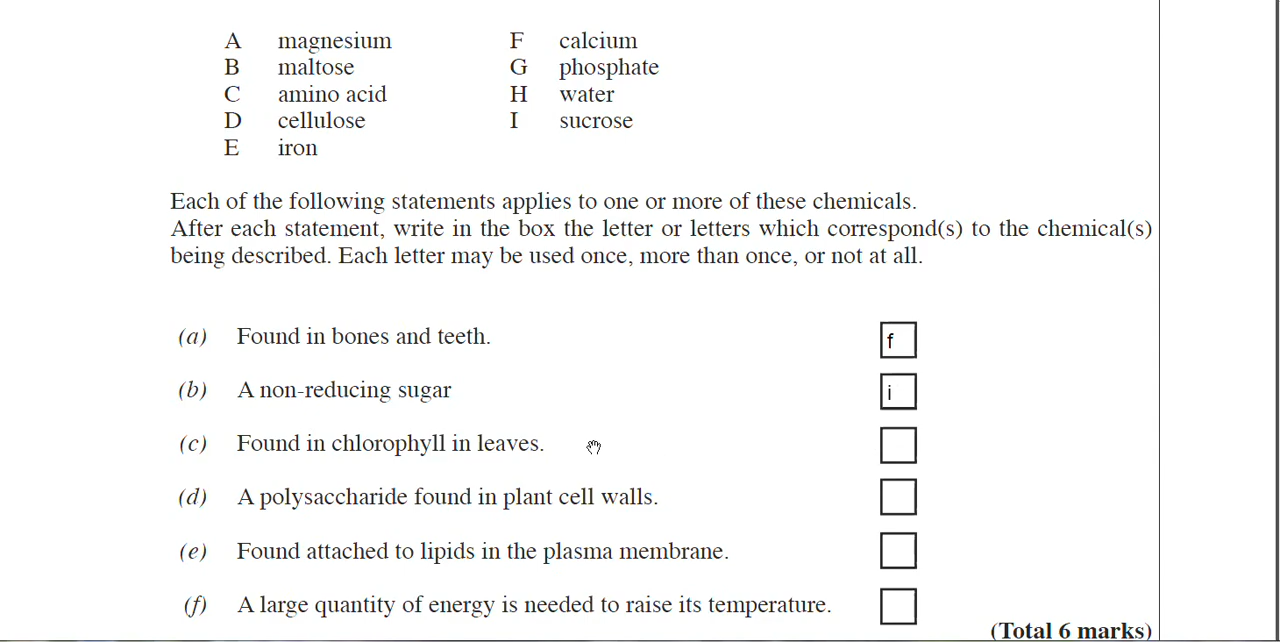 A magnesium F calcium
B maltose G phosphate
C amino acid H water
D cellulose I sucrose
E iron
Each of the following statements applies to one or more of these chemicals.
After each statement, write in the box the letter or letters which correspond(s) to the chemical(s)
being described. Each letter may be used once, more than once, or not at all.
(a) Found in bones and teeth. f
(b) A non-reducing sugar i
(c) Found in chlorophyll in leaves.
(d) A polysaccharide found in plant cell walls.
(e) Found attached to lipids in the plasma membrane.
(f) A large quantity of energy is needed to raise its temperature.
(Total 6 marks)